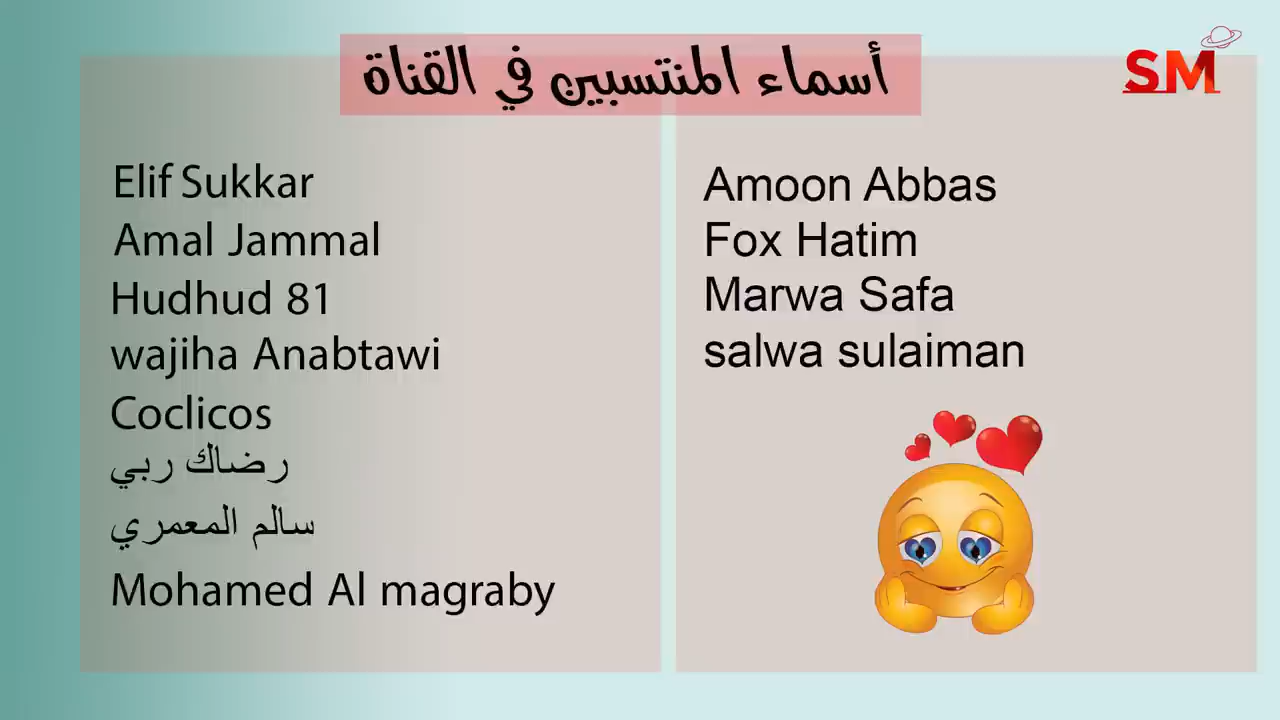 أسماء المنتسبين في القناة
SM
Elif Sukkar
Amal Jammal
Hudhud 81
wajiha Anabtawi
Coclicos
رضاك ربي
سالم المعمري
Mohamed Al magraby
Amoon Abbas
Fox Hatim
Marwa Safa
salwa sulaiman